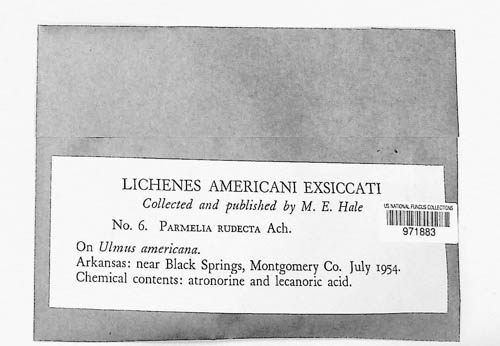 LICHENES AMERICANI EXSICCATI
Collected and published by M. E. Hale
No. 6. PARMELIA RUDECTA Ach.
On Ulmus americana.
Arkansas: near Black Springs, Montgomery Co. July 1954.
Chemical contents: atronorine and lecanoric acid.
US NATIONAL FUNGUS COLLECTIONS
971883